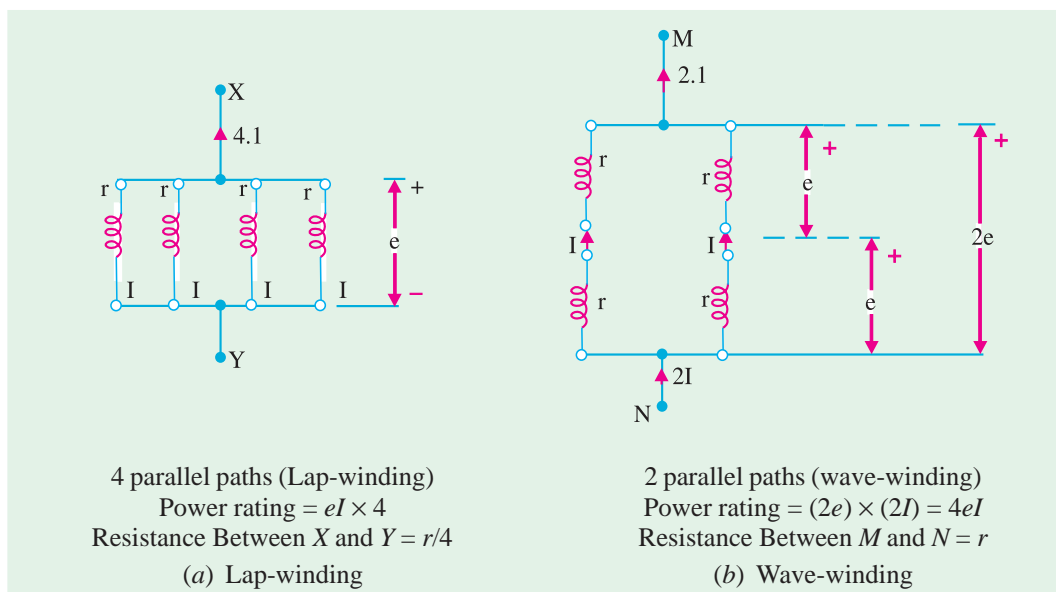 X
4.1
r r r r
+
e
I I I I
−
Y
4 parallel paths (Lap-winding)
Power rating = eI × 4
Resistance Between X and Y = r/4
(a) Lap-winding
M
2.1
r r
+
e
+
I I
2e
+
r r
e
2I
N
2 parallel paths (wave-winding)
Power rating = (2e) × (2I) = 4eI
Resistance Between M and N = r
(b) Wave-winding